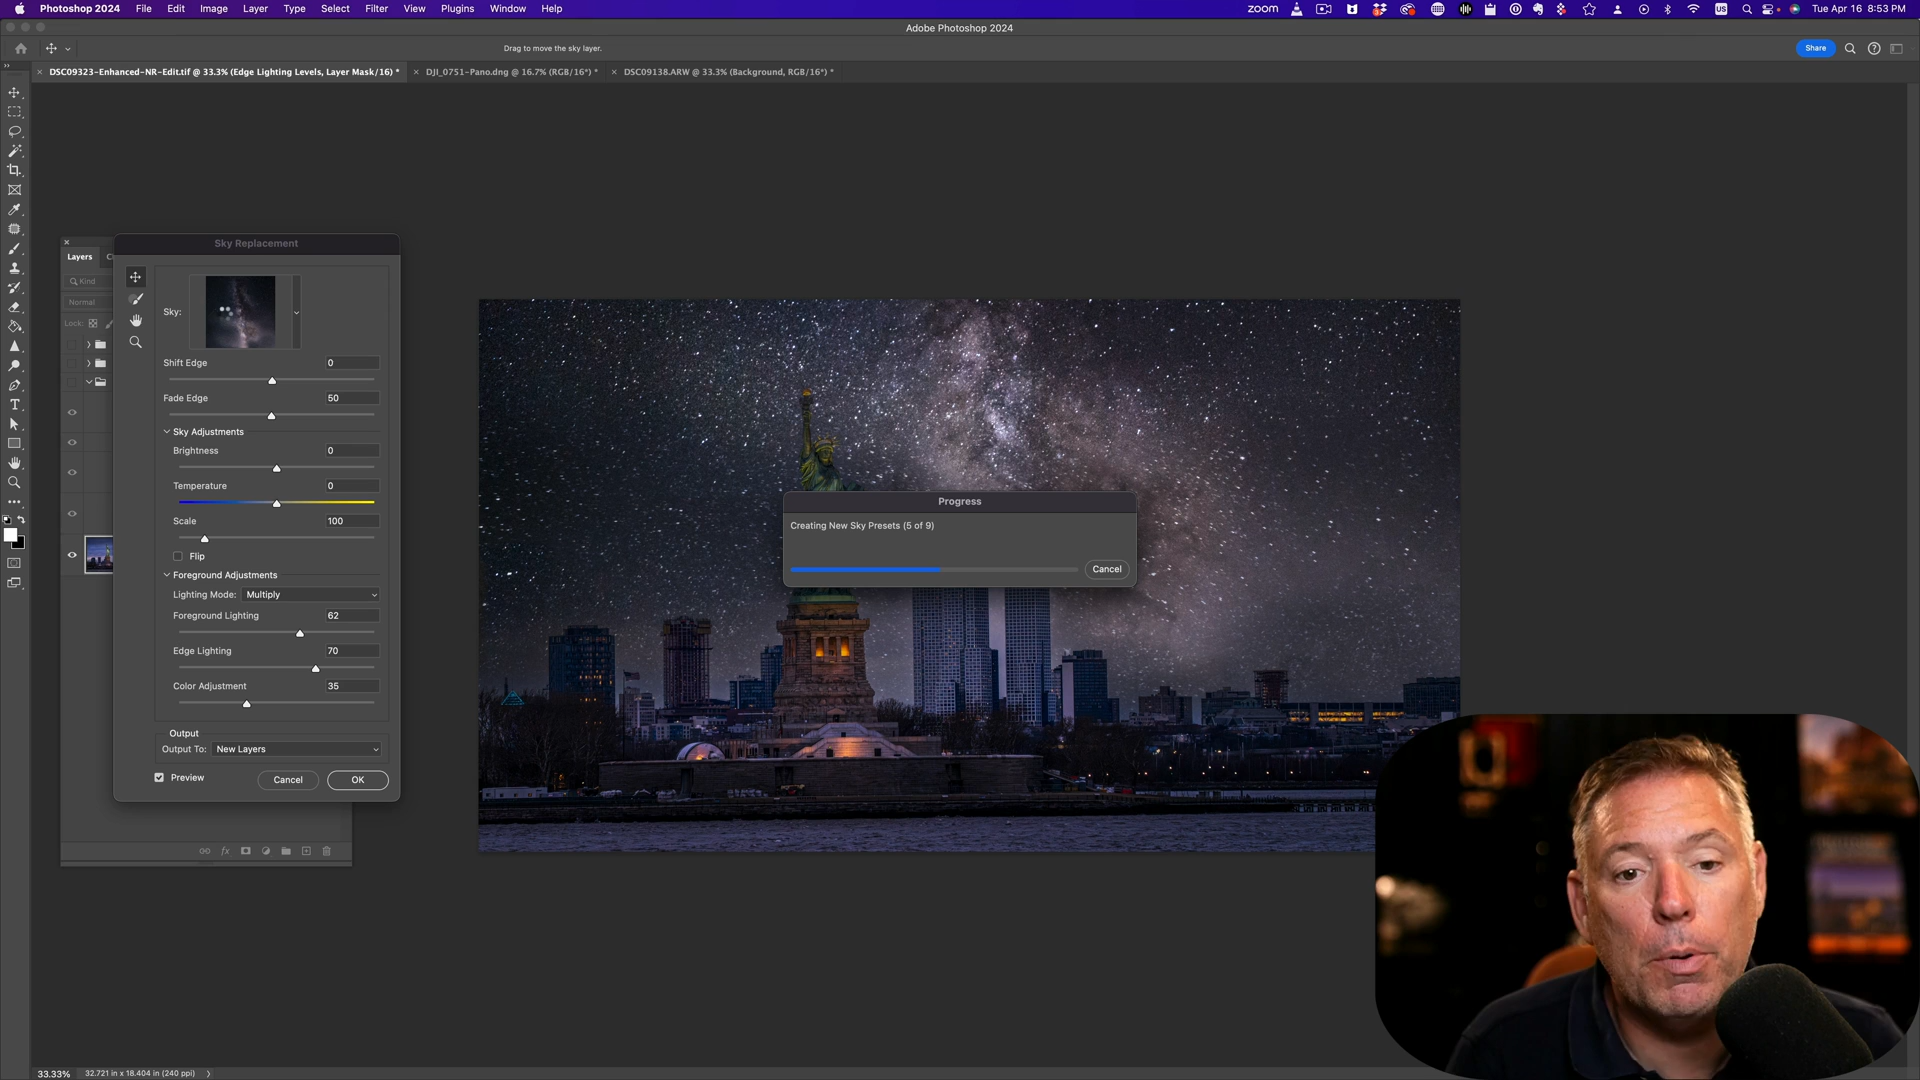 Photoshop 2024 File Edit Image Layer Type Select Filter View Plugins Window Help zoom US Tue Apr 16 8:53 PM
Adobe Photoshop 2024
Drag to move the sky layer. Share
DSC09323-Enhanced-NR-Edit.tif @ 33.3% (Edge Lighting Levels, Layer Mask/16) * DJI_0751-Pano.dng @ 16.7% (RGB/16*) * DSC09138.ARW @ 33.3% (Background, RGB/16*) *
Sky Replacement
Layers C
Kind
Normal
Lock:
Sky:
Shift Edge 0
Fade Edge 50
Sky Adjustments
Brightness 0
Temperature 0
Scale 100
Flip
Foreground Adjustments
Lighting Mode: Multiply
Foreground Lighting 62
Edge Lighting 70
Color Adjustment 35
Output
Output To: New Layers
Preview Cancel OK
Progress
Creating New Sky Presets (5 of 9)
Cancel
fx
33.33% 32.721 in x 18.404 in (240 ppi)